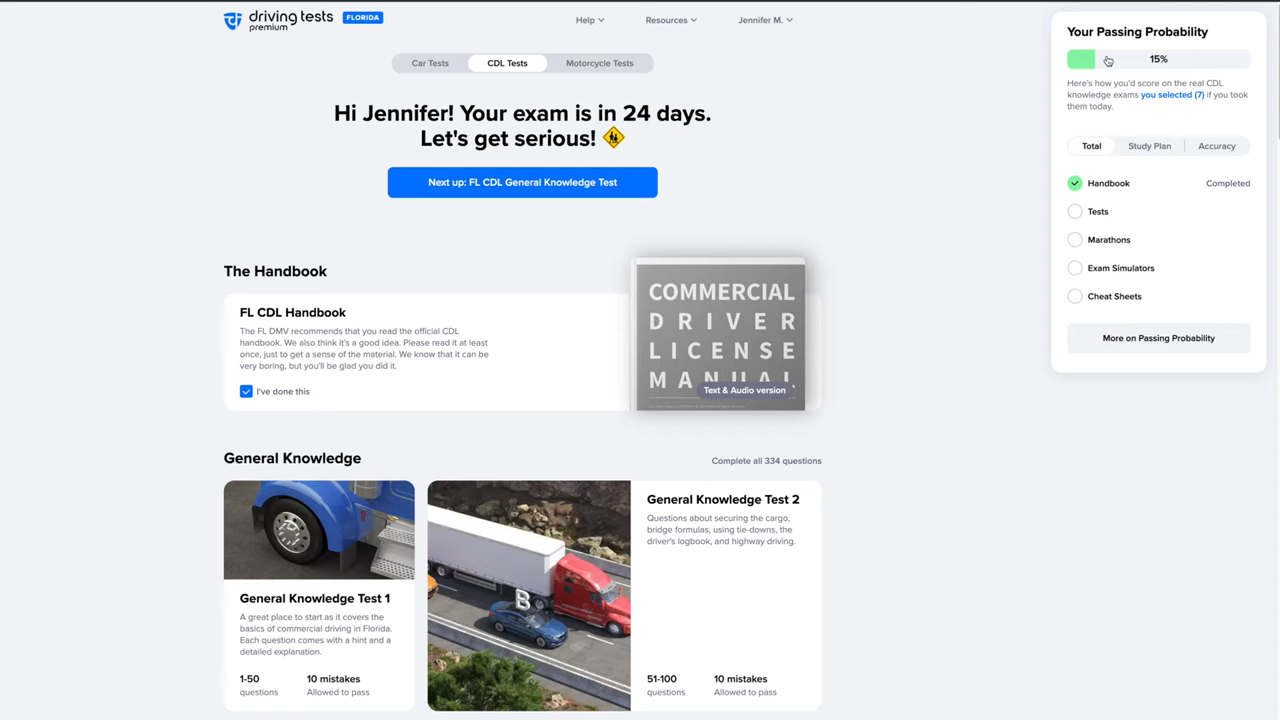 driving tests
premium
FLORIDA
Help
Resources
Jennifer M.
Car Tests
CDL Tests
Motorcycle Tests
Hi Jennifer! Your exam is in 24 days.
Let's get serious!
Next up: FL CDL General Knowledge Test
The Handbook
FL CDL Handbook
The FL DMV recommends that you read the official CDL
handbook. We also think it's a good idea. Please read it at least
once, just to get a sense of the material. We know that it can be
very boring, but you'll be glad you did it.
I've done this
COMMERCIAL
DRIVER
LICENSE
MANUAL
Text & Audio version
General Knowledge
Complete all 334 questions
General Knowledge Test 1
A great place to start as it covers the
basics of commercial driving in Florida.
Each question comes with a hint and a
detailed explanation.
1-50
questions
10 mistakes
Allowed to pass
B
General Knowledge Test 2
Questions about securing the cargo,
bridge formulas, using tie-downs, the
driver's logbook, and highway driving.
51-100
questions
10 mistakes
Allowed to pass
Your Passing Probability
15%
Here's how you'd score on the real CDL
knowledge exams you selected (7) if you took
them today.
Total
Study Plan
Accuracy
Handbook
Completed
Tests
Marathons
Exam Simulators
Cheat Sheets
More on Passing Probability